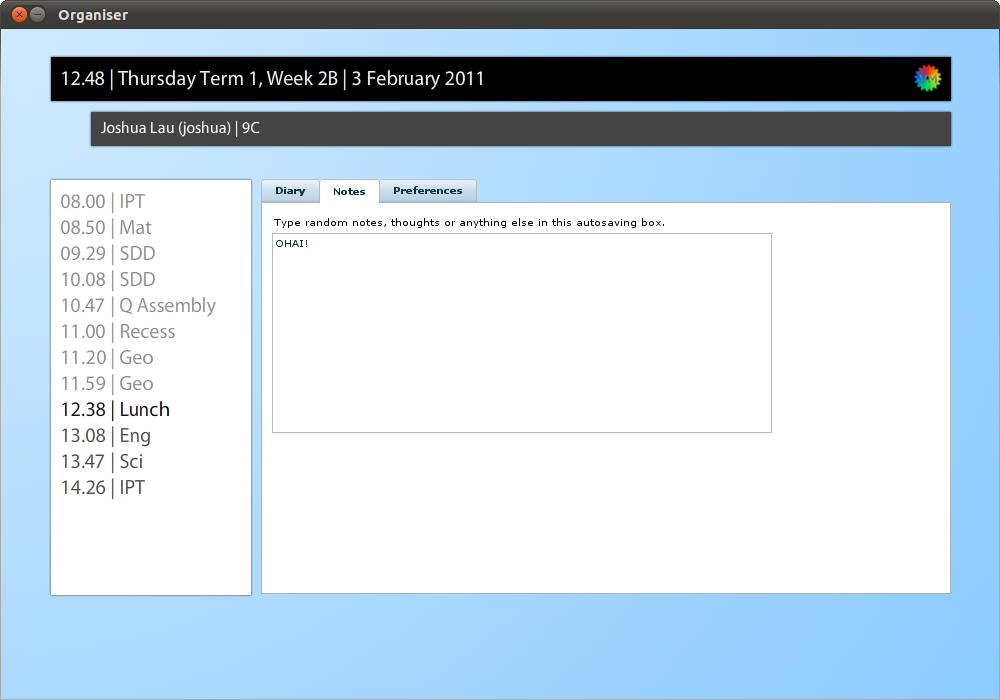 Organiser
12.48 | Thursday Term 1, Week 2B | 3 February 2011
Joshua Lau (joshua) | 9C
08.00 | IPT
08.50 | Mat
09.29 | SDD
10.08 | SDD
10.47 | Q Assembly
11.00 | Recess
11.20 | Geo
11.59 | Geo
12.38 | Lunch
13.08 | Eng
13.47 | Sci
14.26 | IPT
Diary Notes Preferences
Type random notes, thoughts or anything else in this autosaving box.
OHAI!